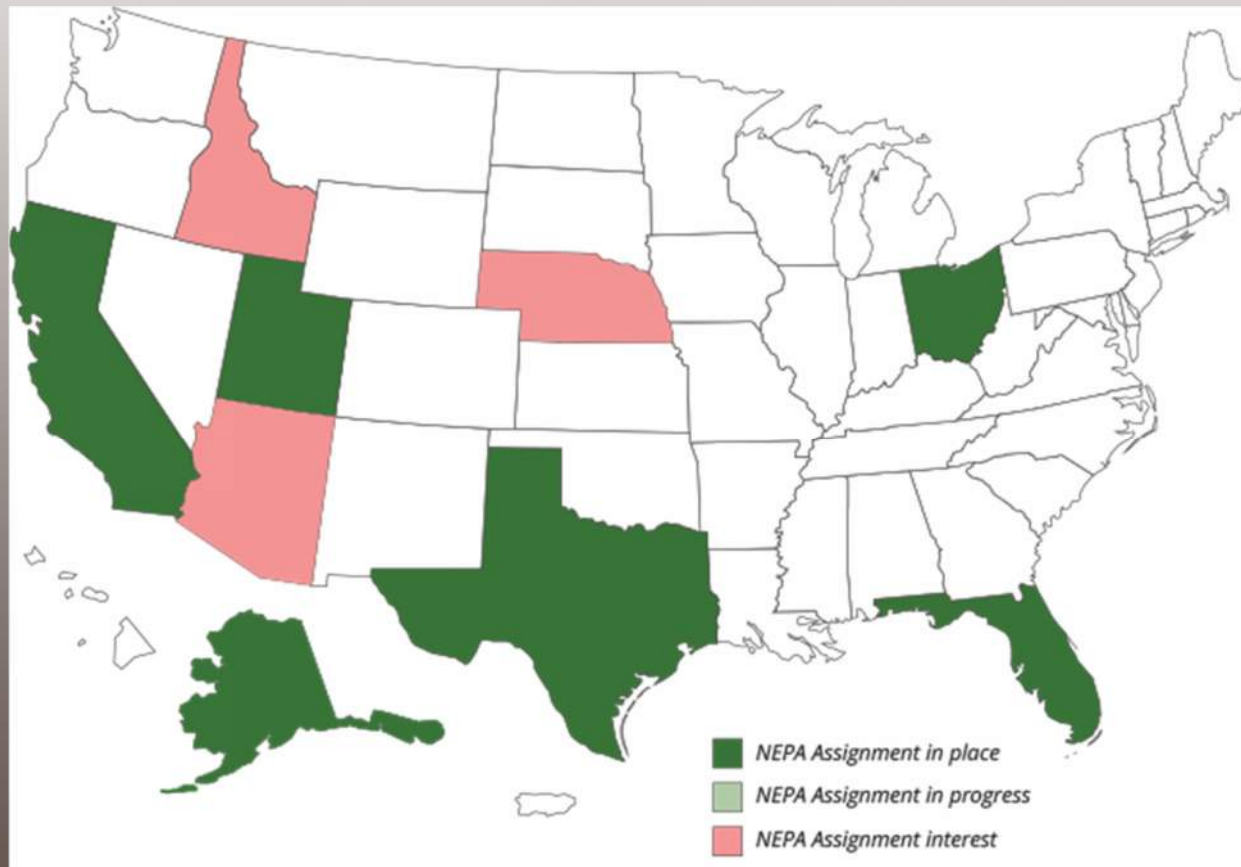 NEPA Assignment in place
NEPA Assignment in progress
NEPA Assignment interest